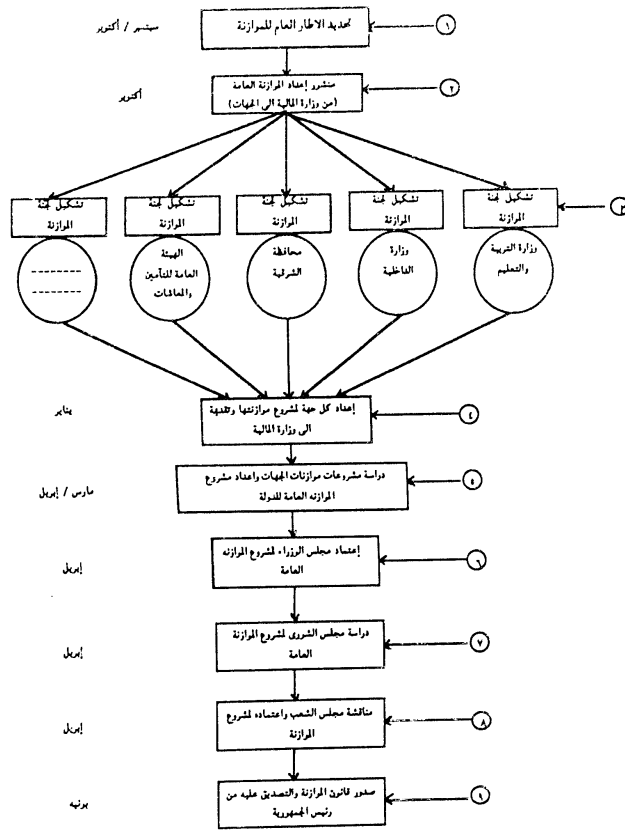 ١
تحديد الاطار العام للموازنة
سبتمبر / أكتوبر
٢
منشور إعداد الموازنة العامة
(من وزارة المالية الى الجهات)
أكتوبر
٣
تشكيل لجنة
الموازنة
وزارة التربية
والتعليم
تشكيل لجنة
الموازنة
وزارة
الداخلية
تشكيل لجنة
الموازنة
محافظة
الشرقية
تشكيل لجنة
الموازنة
الهيئة
العامة للتأمين
والمعاشات
تشكيل لجنة
الموازنة
----------
----------
٤
إعداد كل جهة لمشروع موازنتها وتقدمة
الى وزارة المالية
يناير
٥
دراسة مشروعات موازنات الجهات واعداد مشروع
الموازنه العامة للدولة
مارس / إبريل
٦
إعتماد مجلس الوزراء لمشروع الموازنه
العامة
إبريل
٧
دراسة مجلس الشورى لمشروع الموازنة
العامة
إبريل
٨
مناقشة مجلس الشعب واعتماده لمشروع
الموازنة
إبريل
٩
صدور قانون الموازنة والتصديق عليه من
رئيس الجمهورية
يونيه